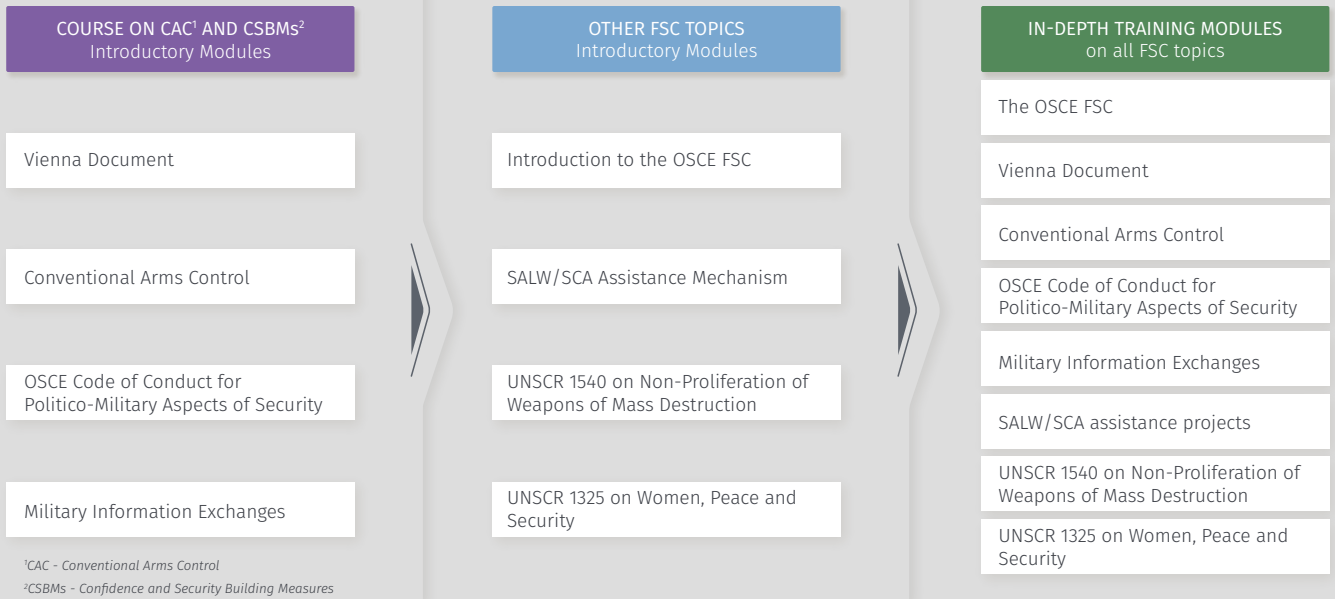 COURSE ON CAC¹ AND CSBMs²
Introductory Modules
Vienna Document
Conventional Arms Control
OSCE Code of Conduct for
Politico-Military Aspects of Security
Military Information Exchanges
¹CAC - Conventional Arms Control
²CSBMs - Confidence and Security Building Measures
OTHER FSC TOPICS
Introductory Modules
Introduction to the OSCE FSC
SALW/SCA Assistance Mechanism
UNSCR 1540 on Non-Proliferation of
Weapons of Mass Destruction
UNSCR 1325 on Women, Peace and
Security
IN-DEPTH TRAINING MODULES
on all FSC topics
The OSCE FSC
Vienna Document
Conventional Arms Control
OSCE Code of Conduct for
Politico-Military Aspects of Security
Military Information Exchanges
SALW/SCA assistance projects
UNSCR 1540 on Non-Proliferation of
Weapons of Mass Destruction
UNSCR 1325 on Women, Peace and
Security